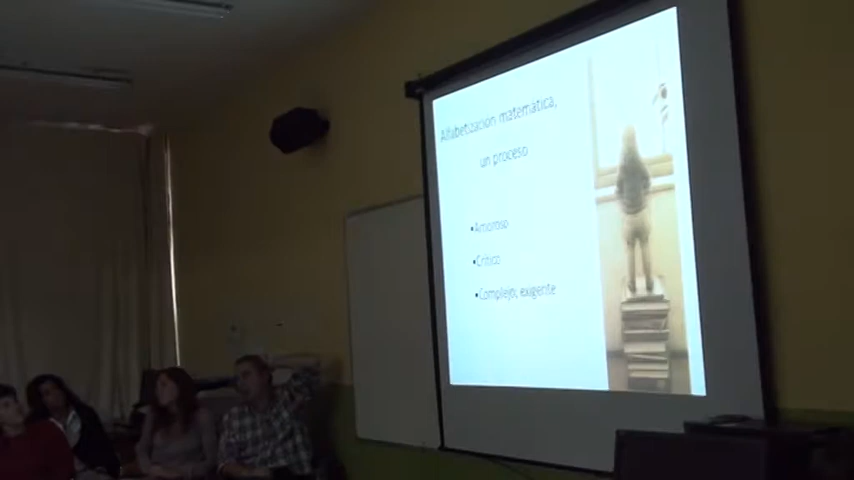 Alfabetización matemática,
un proceso
•Amoroso
•Crítico
•Complejo, exigente